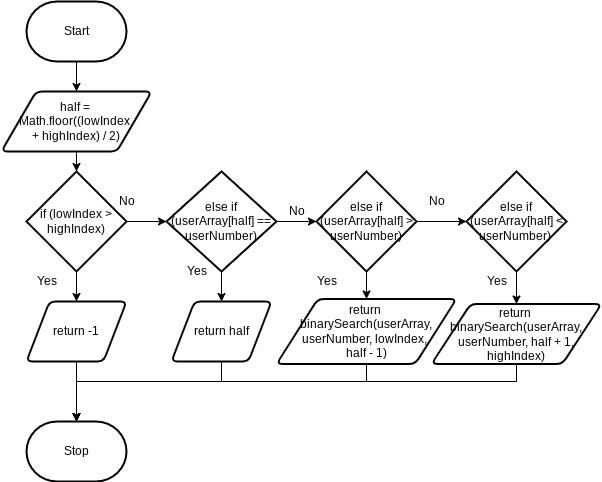 Start
half =
Math.floor((lowIndex
+ highIndex) / 2)
if (lowIndex >
highIndex)
No
else if
(userArray[half] ==
userNumber)
No
else if
(userArray[half] >
userNumber)
No
else if
(userArray[half] <
userNumber)
Yes
Yes
Yes
Yes
return -1
return half
return
binarySearch(userArray,
userNumber, lowIndex,
half - 1)
return
binarySearch(userArray,
userNumber, half + 1,
highIndex)
Stop